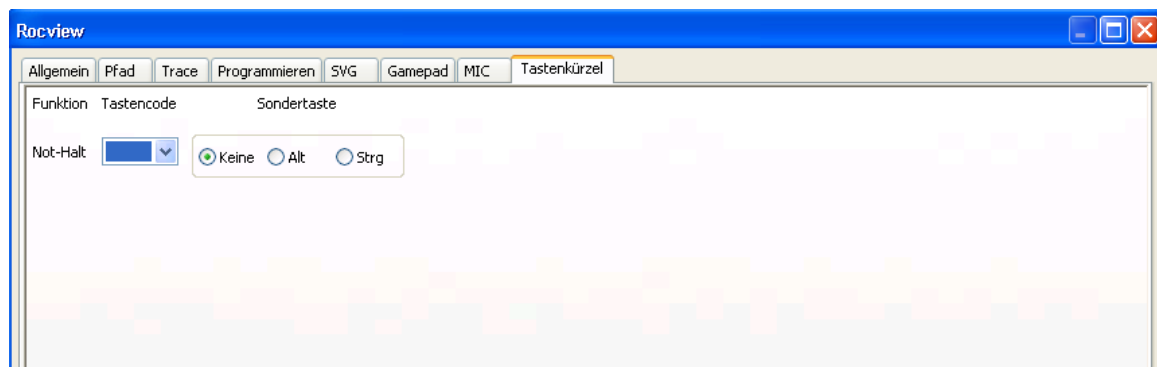 Rocview
Allgemein Pfad Trace Programmieren SVG Gamepad MIC Tastenkürzel
Funktion Tastencode Sondertaste
Not-Halt Keine Alt Strg